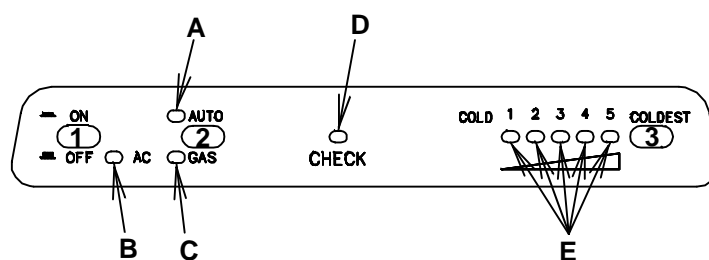 A D
ON AUTO COLD 1 2 3 4 5 COLDEST
1 2 3
OFF AC GAS CHECK
B C E